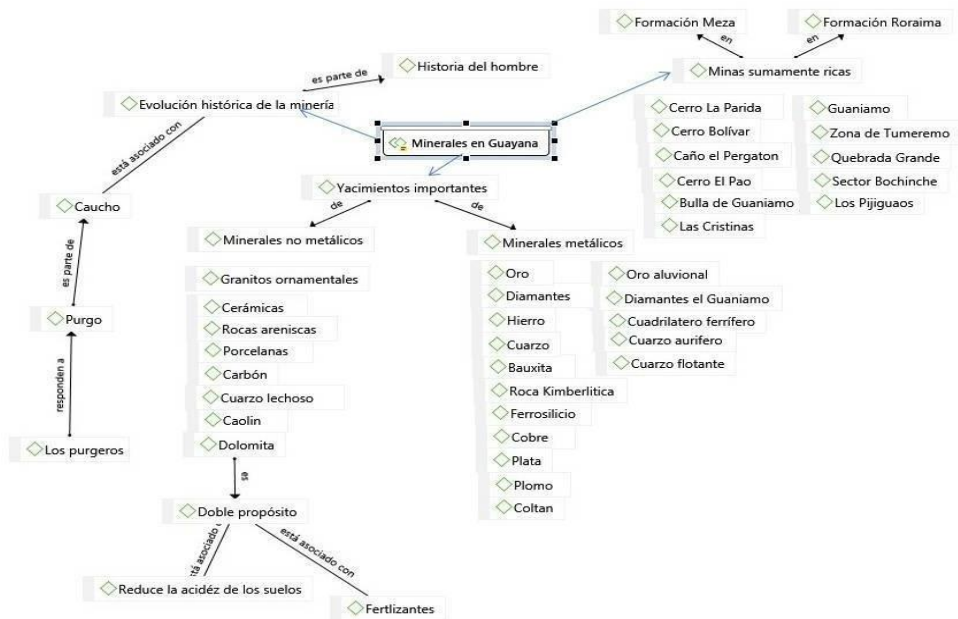 Formación Meza
Formación Roraima
en
en
Minas sumamente ricas
Historia del hombre
es parte de
Evolución histórica de la minería
Minerales en Guayana
Cerro La Parida
Cerro Bolívar
Caño el Pergaton
Cerro El Pao
Bulla de Guaniamo
Las Cristinas
Guaniamo
Zona de Tumeremo
Quebrada Grande
Sector Bochinche
Los Pijiguaos
está asociado con
Caucho
es parte de
Purgo
responden a
Los purgeros
Yacimientos importantes
de
de
Minerales no metálicos
Granitos ornamentales
Cerámicas
Rocas areniscas
Porcelanas
Carbón
Cuarzo lechoso
Caolin
Dolomita
es
Doble propósito
tá asociado c
está asociado con
Reduce la acidéz de los suelos
Fertlizantes
Minerales metálicos
Oro
Diamantes
Hierro
Cuarzo
Bauxita
Roca Kimberlitica
Ferrosilicio
Cobre
Plata
Plomo
Coltan
Oro aluvional
Diamantes el Guaniamo
Cuadrilatero ferrífero
Cuarzo aurifero
Cuarzo flotante